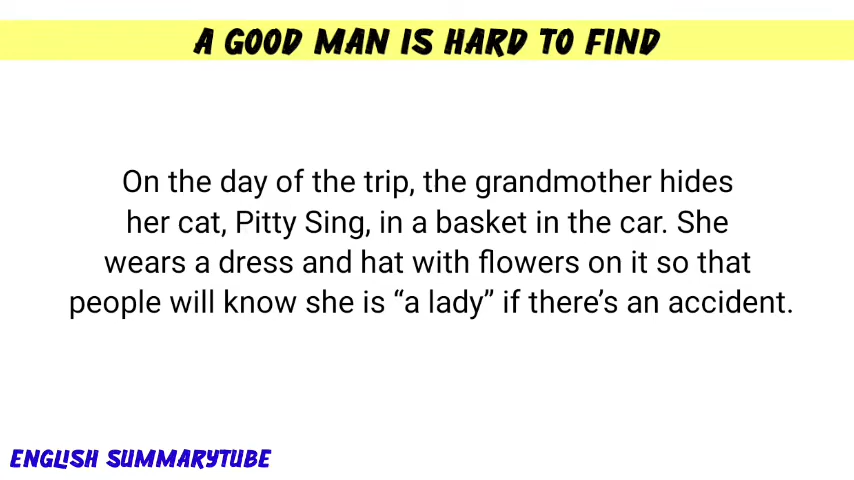 A GOOD MAN IS HARD TO FIND
On the day of the trip, the grandmother hides
her cat, Pitty Sing, in a basket in the car. She
wears a dress and hat with flowers on it so that
people will know she is “a lady” if there’s an accident.
ENGLISH SUMMARYTUBE